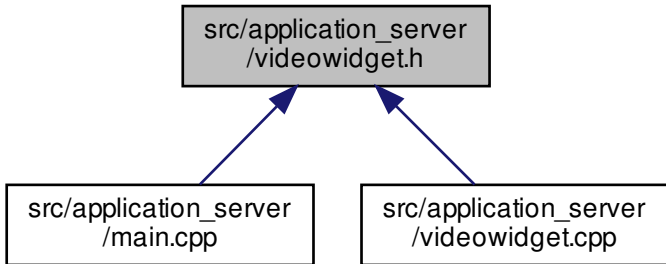 src/application_server
/videowidget.h
src/application_server
/main.cpp
src/application_server
/videowidget.cpp